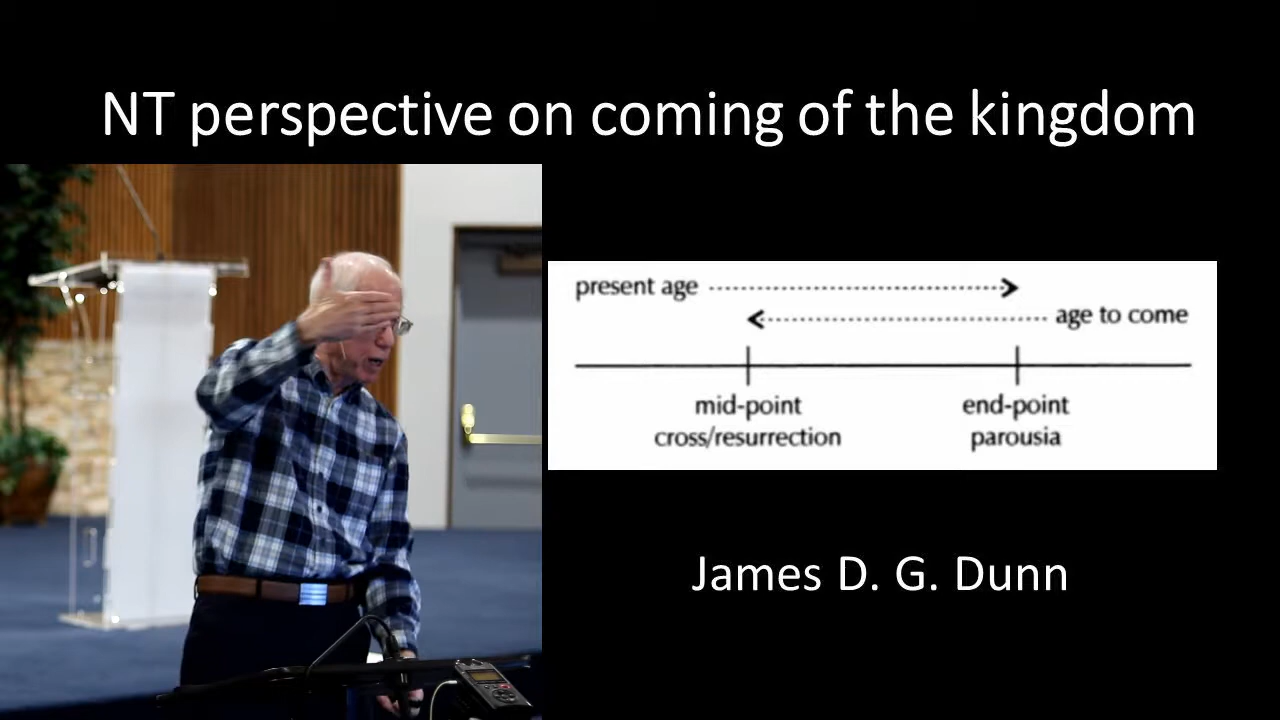 NT perspective on coming of the kingdom
present age
age to come
mid-point
cross/resurrection
end-point
parousia
James D. G. Dunn